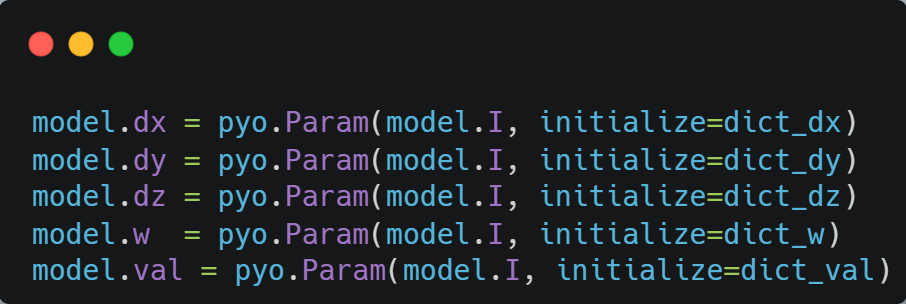 model.dx = pyo.Param(model.I, initialize=dict_dx)
model.dy = pyo.Param(model.I, initialize=dict_dy)
model.dz = pyo.Param(model.I, initialize=dict_dz)
model.w  = pyo.Param(model.I, initialize=dict_w)
model.val = pyo.Param(model.I, initialize=dict_val)